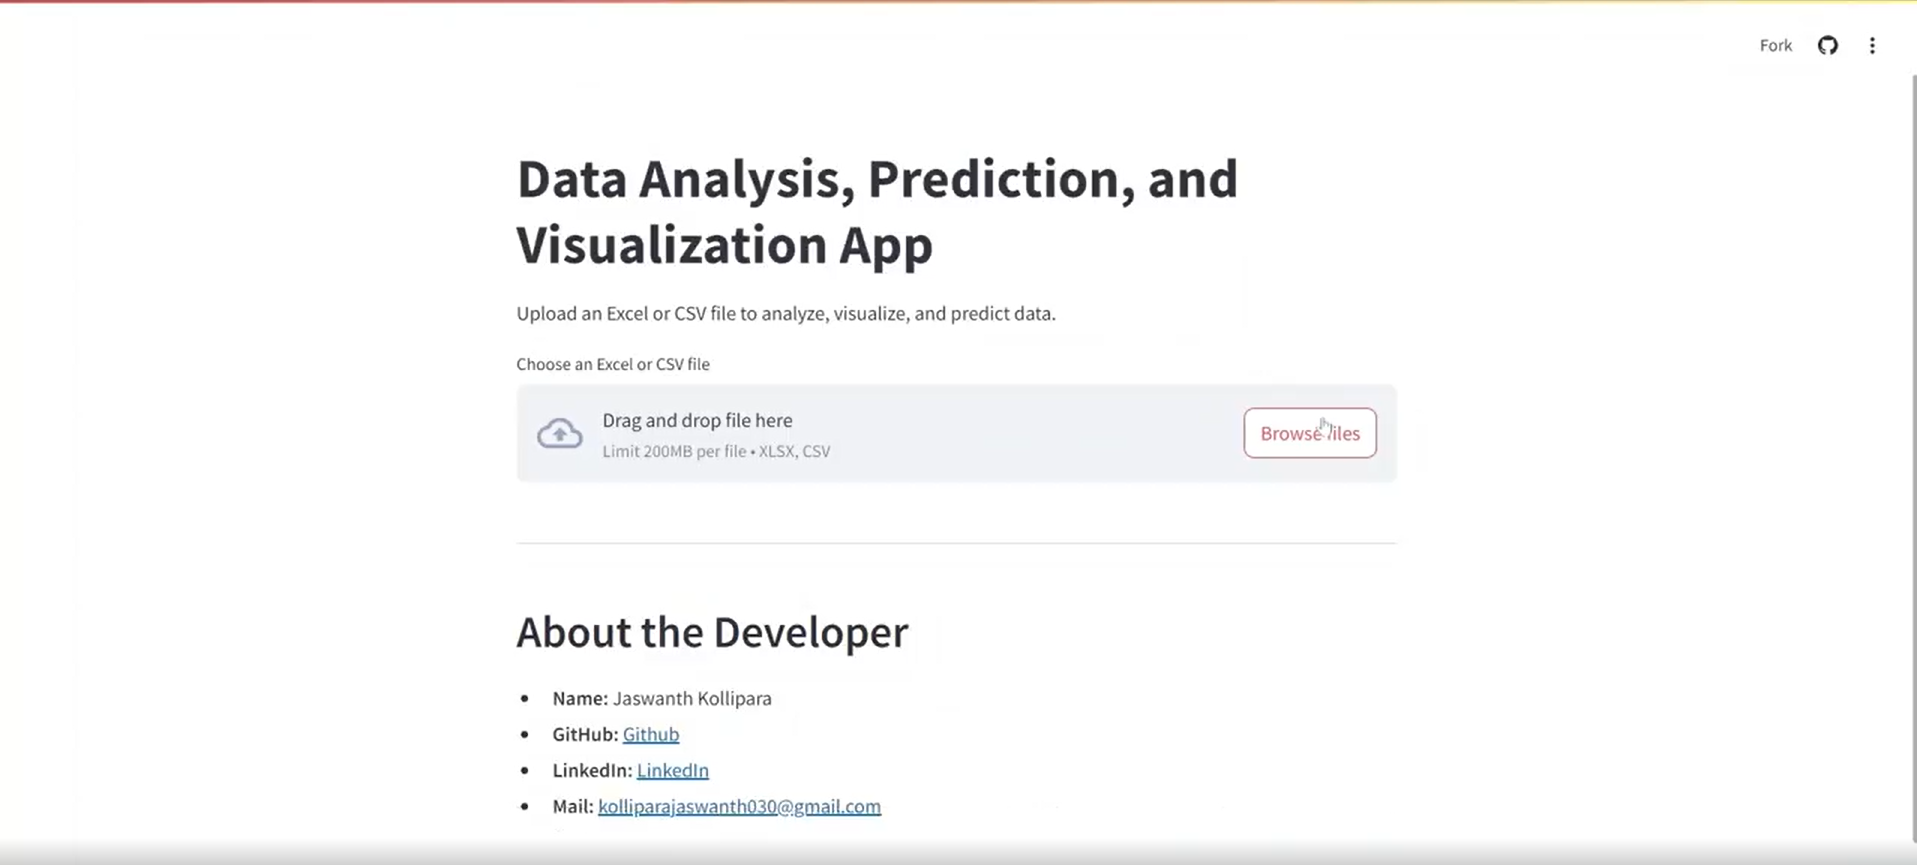 Fork
Data Analysis, Prediction, and
Visualization App
Upload an Excel or CSV file to analyze, visualize, and predict data.
Choose an Excel or CSV file
Drag and drop file here
Limit 200MB per file • XLSX, CSV
Browse files
About the Developer
• Name: Jaswanth Kollipara
• GitHub: Github
• LinkedIn: LinkedIn
• Mail: kolliparajaswanth030@gmail.com